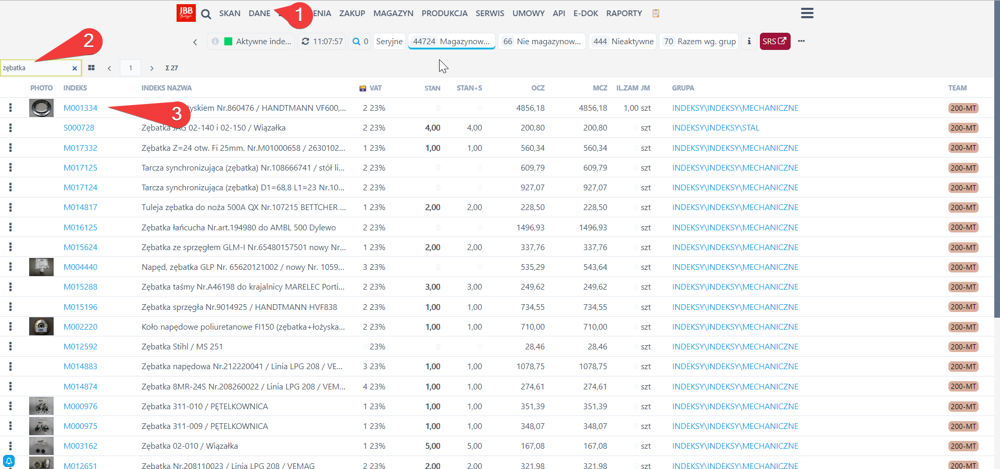 JBB SKAN DANE ENIA ZAKUP MAGAZYN PRODUKCJA SERWIS UMOWY API E-DOK RAPORTY
1
2
Aktywne inde... 11:07:57 0 Seryjne 44724 Magazynow... 66 Nie magazynow... 444 Nieaktywne 70 Razem wg. grup SRS
zębatka 1 Σ 27
PHOTO INDEKS INDEKS NAZWA VAT STAN STAN+S OCZ MCZ IL.ZAM JM GRUPA TEAM
M001334 yskiem Nr.860476 / HANDTMANN VF600,... 2 23% 0 0 4856,18 4856,18 1,00 szt INDEKSY\INDEKSY\MECHANICZNE 200-MT
3
S000728 Zębatka JAG 02-140 i 02-150 / Wiązałka 2 23% 4,00 4,00 200,80 200,80 0 szt INDEKSY\INDEKSY\STAL 200-MT
M017332 Zębatka Z=24 otw. Fi 25mm. Nr.M01000658 / 2630102... 1 23% 1,00 1,00 560,34 560,34 0 szt INDEKSY\INDEKSY\MECHANICZNE 200-MT
M017125 Tarcza synchronizująca (zębatka) Nr.108666741 / stół li... 2 23% 0 0 609,79 609,79 0 szt INDEKSY\INDEKSY\MECHANICZNE 200-MT
M017124 Tarcza synchronizująca (zębatka) D1=68,8 L1=23 Nr.10... 2 23% 0 0 927,07 927,07 0 szt INDEKSY\INDEKSY\MECHANICZNE 200-MT
M014817 Tuleja zębatka do noża 500A QX Nr.107215 BETTCHER ... 1 23% 2,00 2,00 228,50 228,50 0 szt INDEKSY\INDEKSY\MECHANICZNE 200-MT
M016125 Zębatka łańcucha Nr.art.194980 do AMBL 500 Dylewo 2 23% 0 0 1496,93 1496,93 0 szt INDEKSY\INDEKSY\MECHANICZNE 200-MT
M015624 Zębatka ze sprzęgłem GLM-I Nr.65480157501 nowy Nr... 1 23% 2,00 2,00 337,76 337,76 0 szt INDEKSY\INDEKSY\MECHANICZNE 200-MT
M004440 Napęd, zębatka GLP Nr. 65620121002 / nowy Nr. 1059... 3 23% 0 0 535,29 543,64 0 szt INDEKSY\INDEKSY\MECHANICZNE 200-MT
M015288 Zębatka taśmy Nr.A46198 do krajalnicy MARELEC Porti... 2 23% 3,00 3,00 249,62 249,62 0 szt INDEKSY\INDEKSY\MECHANICZNE 200-MT
M015196 Zębatka sprzęgła Nr.9014925 / HANDTMANN HVF838 2 23% 1,00 1,00 734,55 734,55 0 szt INDEKSY\INDEKSY\MECHANICZNE 200-MT
M002220 Koło napędowe poliuretanowe FI150 (zębatka+łożyska... 2 23% 1,00 1,00 710,00 710,00 0 szt INDEKSY\INDEKSY\MECHANICZNE 200-MT
M012592 Zębatka Stihl / MS 251 0 23% 0 0 28,46 28,46 0 szt INDEKSY\INDEKSY\MECHANICZNE 200-MT
M014883 Zębatka napędowa Nr.212220041 / Linia LPG 208 / VE... 3 23% 1,00 1,00 1078,75 1078,75 0 szt INDEKSY\INDEKSY\MECHANICZNE 200-MT
M014874 Zębatka 8MR-24S Nr.208260022 / Linia LPG 208 / VEM... 4 23% 1,00 1,00 274,61 274,61 0 szt INDEKSY\INDEKSY\MECHANICZNE 200-MT
M000976 Zębatka 311-010 / PĘTELKOWNICA 1 23% 1,00 1,00 351,39 351,39 0 szt INDEKSY\INDEKSY\MECHANICZNE 200-MT
M000975 Zębatka 311-009 / PĘTELKOWNICA 1 23% 1,00 1,00 348,07 348,07 0 szt INDEKSY\INDEKSY\MECHANICZNE 200-MT
M003162 Zębatka 02-010 / Wiązałka 1 23% 5,00 5,00 167,08 167,08 0 szt INDEKSY\INDEKSY\MECHANICZNE 200-MT
M012651 Zebatka Nr.208110023 / Linia LPG 208 / VEMAG 2 23% 2,00 2,00 321,98 321,98 0 szt INDEKSY\INDEKSY\MECHANICZNE 200-MT